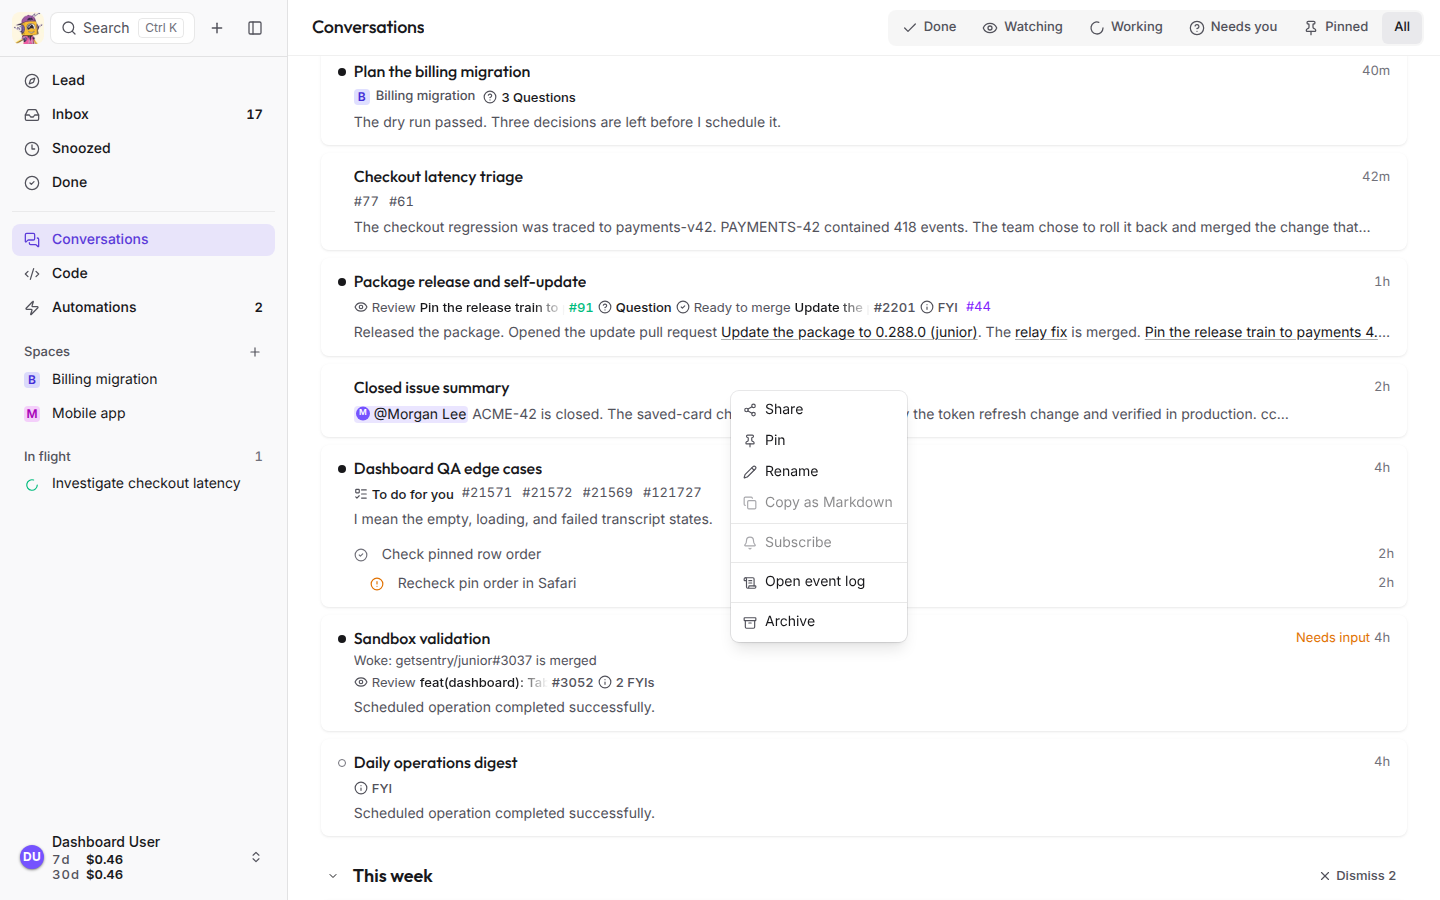 Search Ctrl K
Lead
Inbox 17
Snoozed
Done
Conversations
Code
Automations 2
Spaces
B Billing migration
M Mobile app
In flight 1
Investigate checkout latency
DU Dashboard User
7d $0.46
30d $0.46
Conversations
Done Watching Working Needs you Pinned All
Plan the billing migration 40m
B Billing migration 3 Questions
The dry run passed. Three decisions are left before I schedule it.
Checkout latency triage 42m
#77 #61
The checkout regression was traced to payments-v42. PAYMENTS-42 contained 418 events. The team chose to roll it back and merged the change that...
Package release and self-update 1h
Review Pin the release train to #91 Question Ready to merge Update the #2201 FYI #44
Released the package. Opened the update pull request Update the package to 0.288.0 (junior). The relay fix is merged. Pin the release train to payments 4....
Closed issue summary 2h
M @Morgan Lee ACME-42 is closed. The saved-card ch the token refresh change and verified in production. cc...
Share
Pin
Rename
Copy as Markdown
Subscribe
Open event log
Archive
Dashboard QA edge cases 4h
To do for you #21571 #21572 #21569 #121727
I mean the empty, loading, and failed transcript states.
Check pinned row order 2h
Recheck pin order in Safari 2h
Sandbox validation Needs input 4h
Woke: getsentry/junior#3037 is merged
Review feat(dashboard): #3052 2 FYIs
Scheduled operation completed successfully.
Daily operations digest 4h
FYI
Scheduled operation completed successfully.
This week Dismiss 2